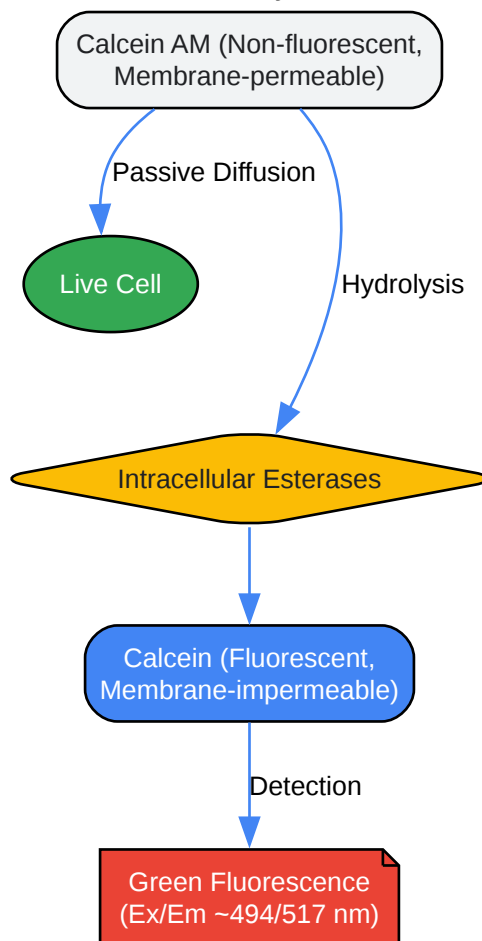 Calcein AM (Non-fluorescent,
Membrane-permeable)
Passive Diffusion
Live Cell
Hydrolysis
Intracellular Esterases
Calcein (Fluorescent,
Membrane-impermeable)
Detection
Green Fluorescence
(Ex/Em ~494/517 nm)